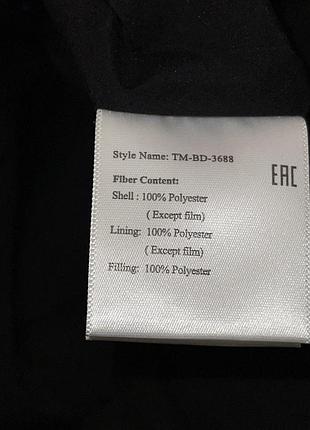 Style Name: TM-BD-3688
EAC
Fiber Content:
Shell : 100% Polyester
( Except film)
Lining: 100% Polyester
( Except film)
Filling: 100% Polyester